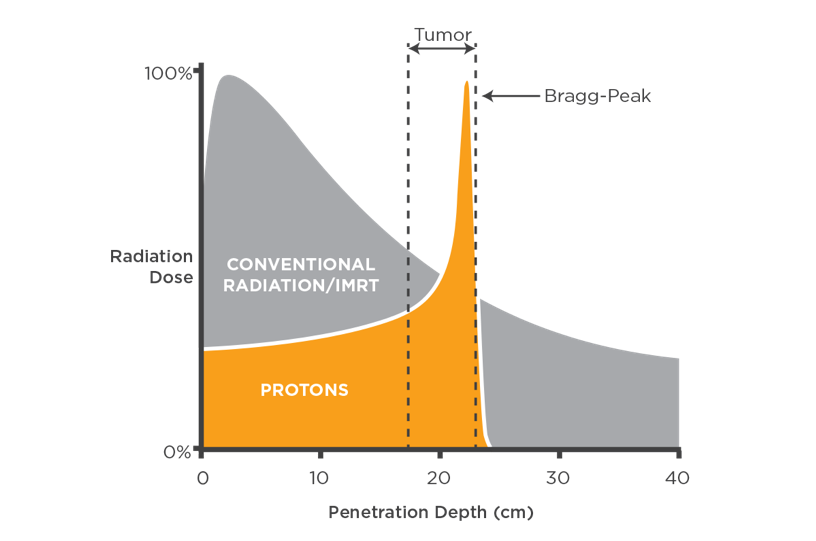 Tumor
100%
Bragg-Peak
Radiation
Dose
CONVENTIONAL
RADIATION/IMRT
PROTONS
0%
0 10 20 30 40
Penetration Depth (cm)